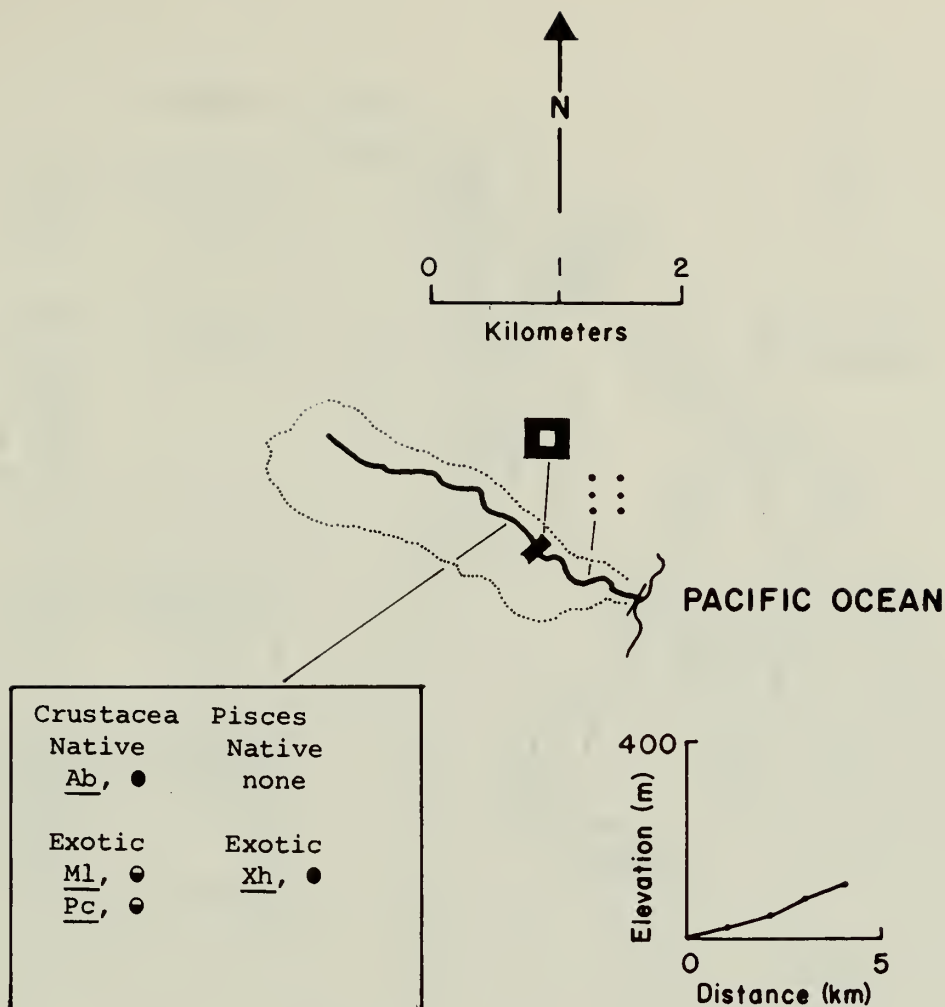 N
0 1 2
Kilometers
PACIFIC OCEAN
Crustacea Pisces
Native Native
Ab, ● none
Exotic Exotic
Ml, ◒ Xh, ●
Pc, ◒
400
Elevation (m)
0 5
Distance (km)